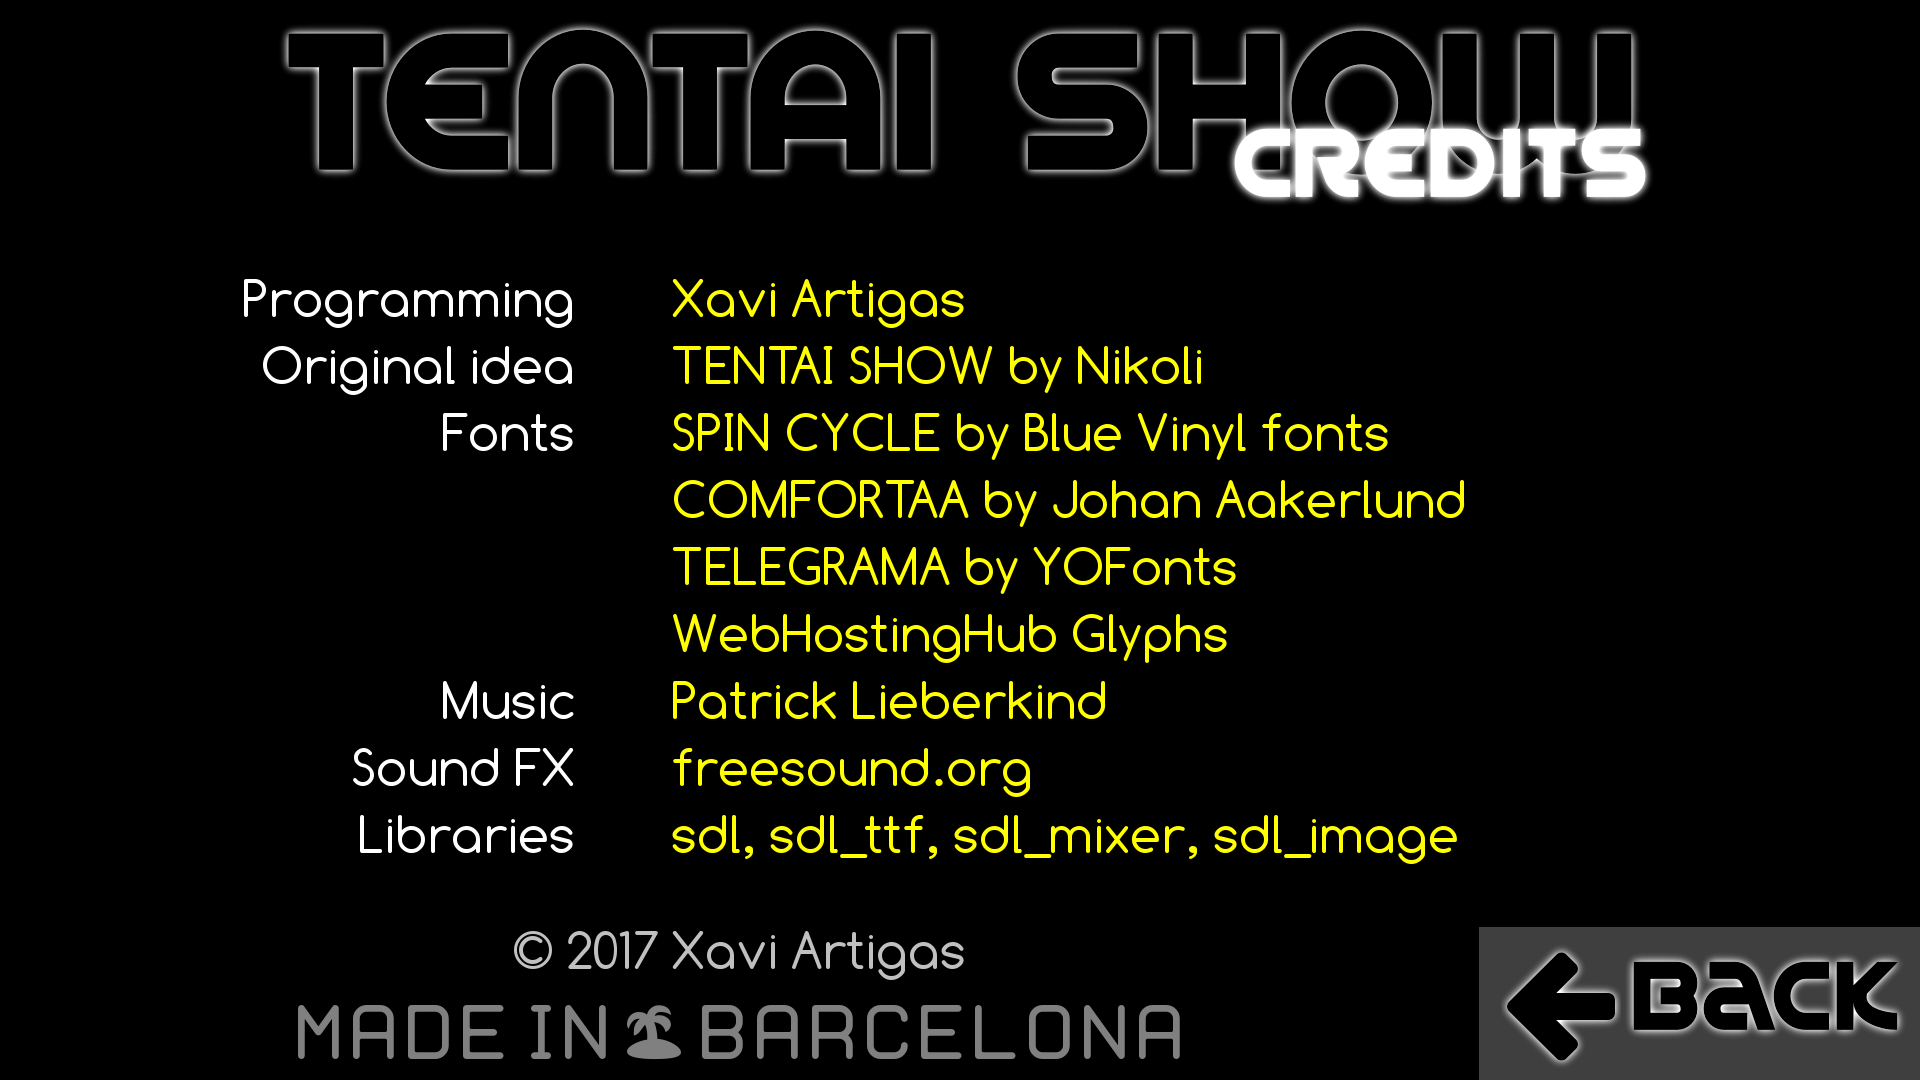 TENTAI SHOW
CREDITS
Programming Xavi Artigas
Original idea TENTAI SHOW by Nikoli
Fonts SPIN CYCLE by Blue Vinyl fonts
COMFORTAA by Johan Aakerlund
TELEGRAMA by YOFonts
WebHostingHub Glyphs
Music Patrick Lieberkind
Sound FX freesound.org
Libraries sdl, sdl_ttf, sdl_mixer, sdl_image
© 2017 Xavi Artigas
MADE IN BARCELONA
BACK